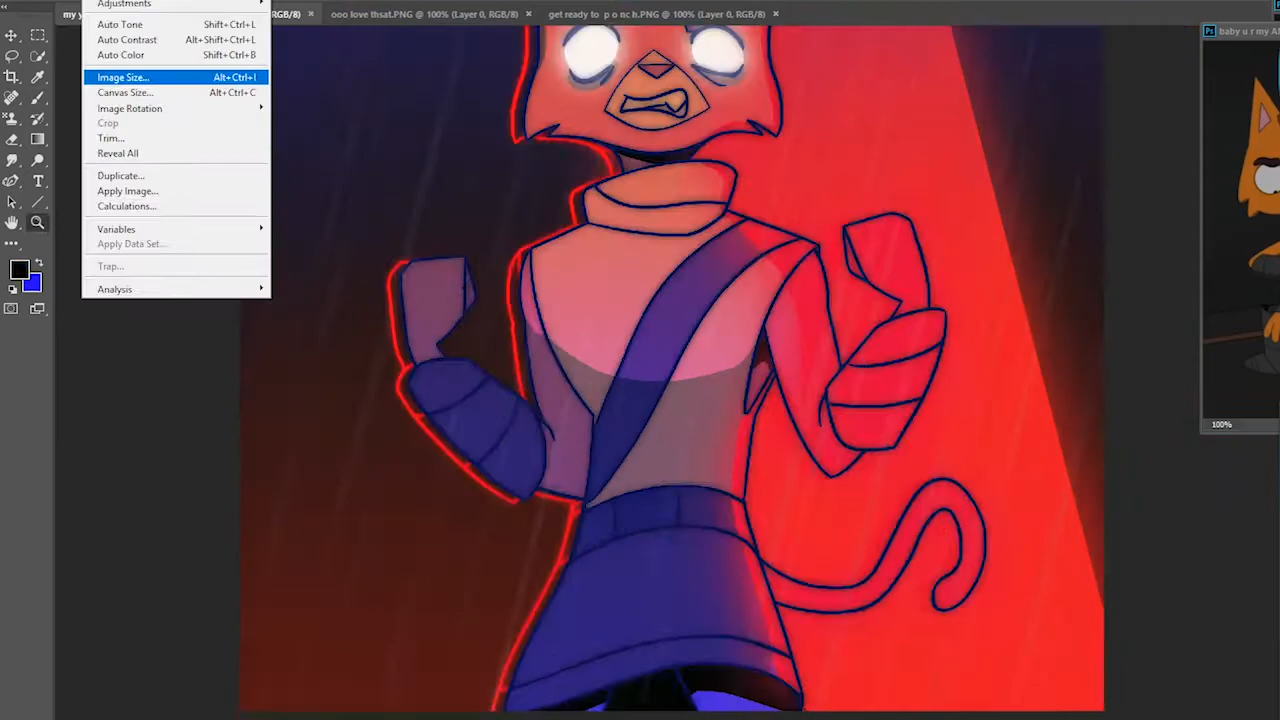 Adjustments
my y RGB/8)
ooo love thsat.PNG @ 100% (Layer 0, RGB/8)
get ready to p o nc h.PNG @ 100% (Layer 0, RGB/8)
Auto Tone Shift+Ctrl+L
Auto Contrast Alt+Shift+Ctrl+L
Auto Color Shift+Ctrl+B
Image Size... Alt+Ctrl+I
Canvas Size... Alt+Ctrl+C
Image Rotation
Crop
Trim...
Reveal All
Duplicate...
Apply Image...
Calculations...
Variables
Apply Data Set...
Trap...
Analysis
Ps baby u r my A
100%